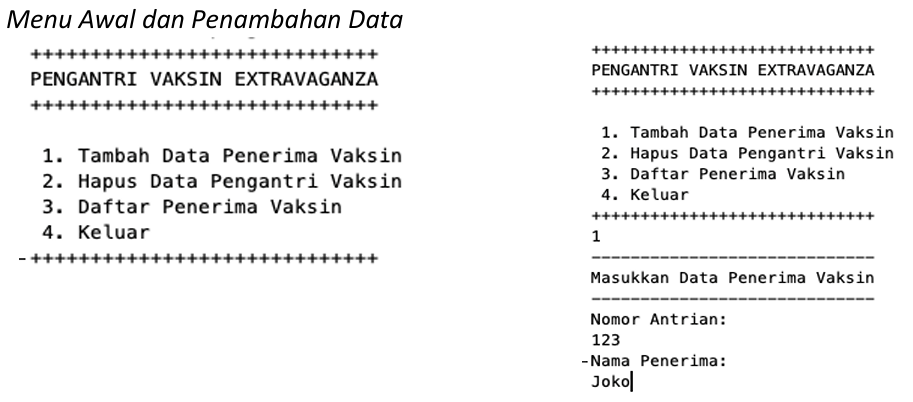 Menu Awal dan Penambahan Data
++++++++++++++++++++++++++++++
PENGANTRI VAKSIN EXTRAVAGANZA
++++++++++++++++++++++++++++++
1. Tambah Data Penerima Vaksin
2. Hapus Data Pengantri Vaksin
3. Daftar Penerima Vaksin
4. Keluar
-++++++++++++++++++++++++++++++
++++++++++++++++++++++++++++++
PENGANTRI VAKSIN EXTRAVAGANZA
++++++++++++++++++++++++++++++
1. Tambah Data Penerima Vaksin
2. Hapus Data Pengantri Vaksin
3. Daftar Penerima Vaksin
4. Keluar
++++++++++++++++++++++++++++++
1
------------------------------
Masukkan Data Penerima Vaksin
------------------------------
Nomor Antrian:
123
-Nama Penerima:
Joko